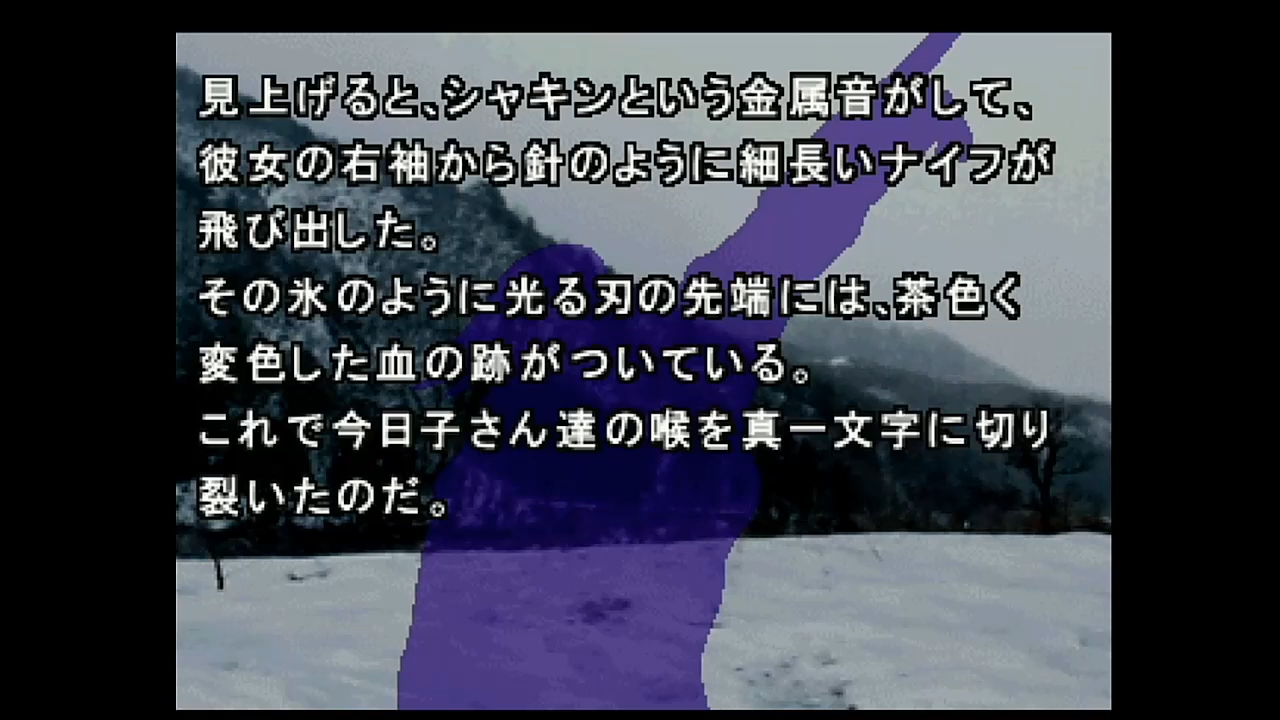 見上げると、シャキンという金属音がして、
彼女の右袖から針のように細長いナイフが
飛び出した。
その氷のように光る刃の先端には、茶色く
変色した血の跡がついている。
これで今日子さん達の喉を真一文字に切り
裂いたのだ。